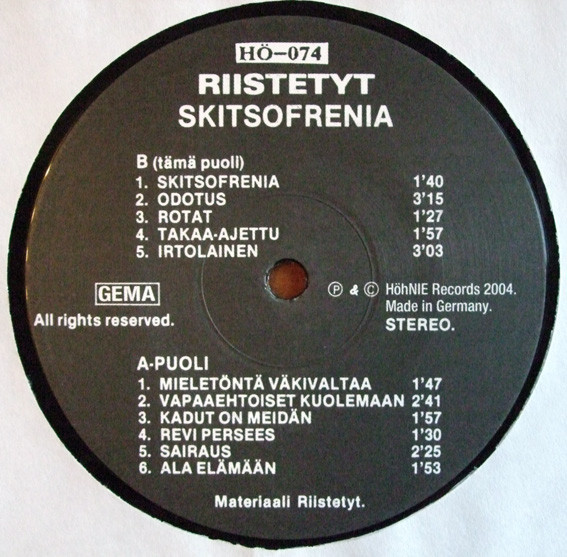 HÖ-074
RIISTETYT
SKITSOFRENIA
B (tämä puoli)
1. SKITSOFRENIA 1'40
2. ODOTUS 3'15
3. ROTAT 1'27
4. TAKAA-AJETTU 1'57
5. IRTOLAINEN 3'03
GEMA
All rights reserved.
Ⓟ & © HöhNIE Records 2004.
Made in Germany.
STEREO.
A-PUOLI
1. MIELETÖNTÄ VÄKIVALTAA 1'47
2. VAPAAEHTOISET KUOLEMAAN 2'41
3. KADUT ON MEIDÄN 1'57
4. REVI PERSEES 1'30
5. SAIRAUS 2'25
6. ALA ELÄMÄÄN 1'53
Materiaali Riistetyt.